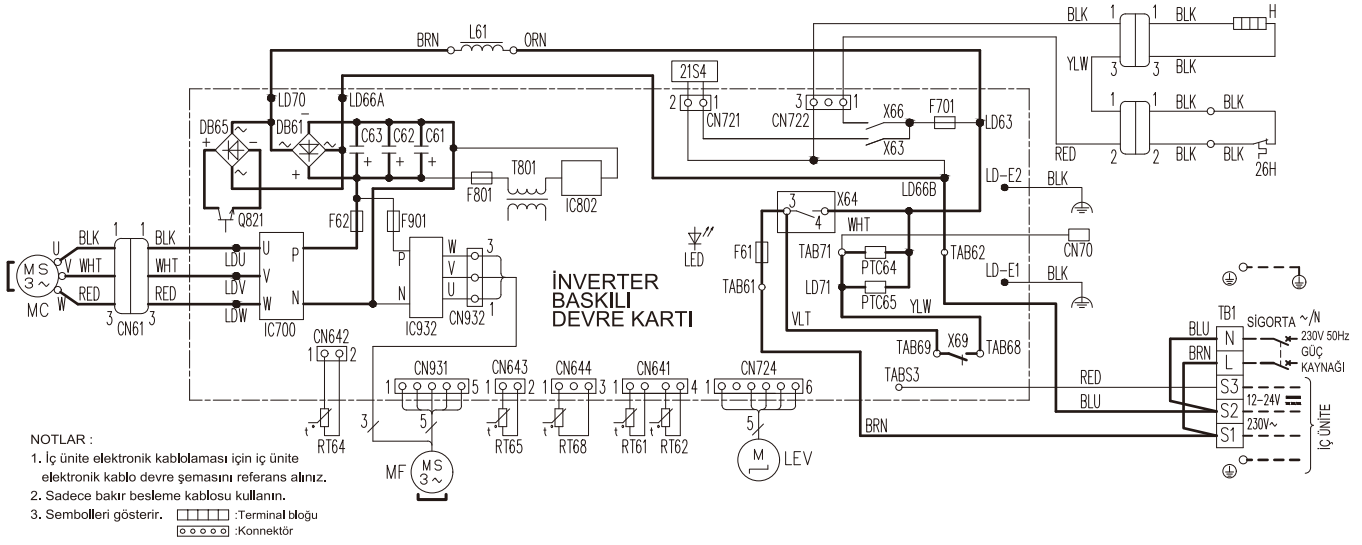 BRN L61 ORN
BLK 1 1 BLK H
YLW 3 3 BLK
1 1 BLK BLK
RED 2 2 BLK BLK 26H
21S4
2 1 CN721
3 1 CN722
X66 F701
X63
LD63
LD70 LD66A
DB65 DB61 C63 C62 C61
+ ~ - ~ - ~ + + + +
~
Q821
F801 T801 IC802
F62 F901
LD66B
LD-E2 BLK
3 X64
4
WHT
TAB71 PTC64 TAB62
CN70
LD71 PTC65
LD-E1 BLK
F61
TAB61
LED
VLT YLW
TAB69 X69 TAB68
TABS3
U BLK 1 1 BLK LDU U P
MS 3~ V WHT WHT LDV V
W RED 3 3 RED LDW W N
MC CN61 IC700
P W 3
V
N U 1
IC932 CN932
İNVERTER
BASKILI
DEVRE KARTI
CN642
1 2
t° RT64
CN931
1 5
3 5
MF MS 3~
CN643
1 2
t° RT65
CN644
1 3
t° RT68
CN641
1 4
t° RT61 t° RT62
CN724
1 6
5
M LEV
RED
BLU
BRN
TB1
BLU N SİGORTA ~/N
230V 50Hz
BRN L GÜÇ
KAYNAĞI
S3
12-24V
S2
230V~
S1
İÇ ÜNİTE
NOTLAR :
1. İç ünite elektronik kablolaması için iç ünite
elektronik kablo devre şemasını referans alınız.
2. Sadece bakır besleme kablosu kullanın.
3. Sembolleri gösterir. :Terminal bloğu
:Konnektör